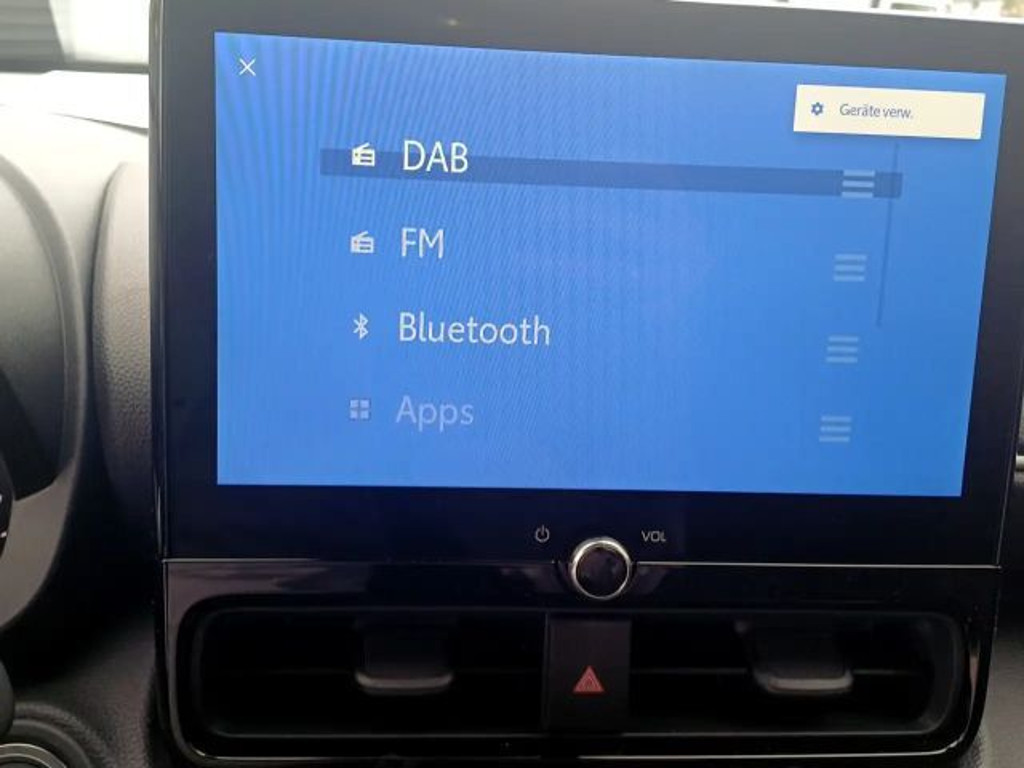 Geräte verw.
DAB
FM
Bluetooth
Apps
VOL